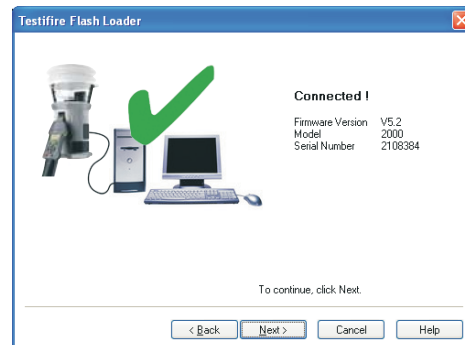 Testifire Flash Loader
Connected !
Firmware Version V5.2
Model 2000
Serial Number 2108384
To continue, click Next.
< Back Next > Cancel Help